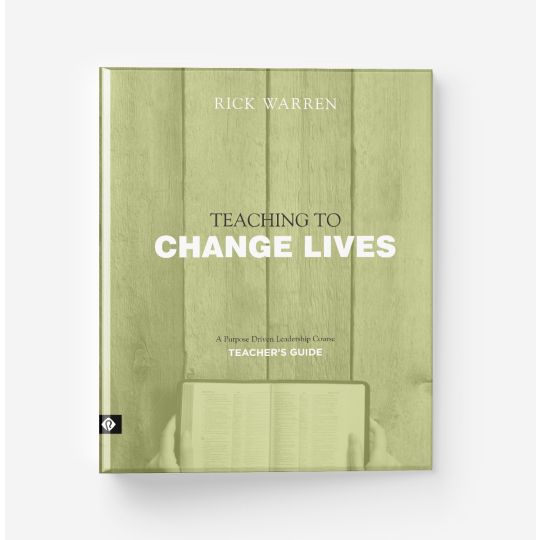 RICK WARREN
TEACHING TO
CHANGE LIVES
A Purpose Driven Leadership Course
TEACHER'S GUIDE